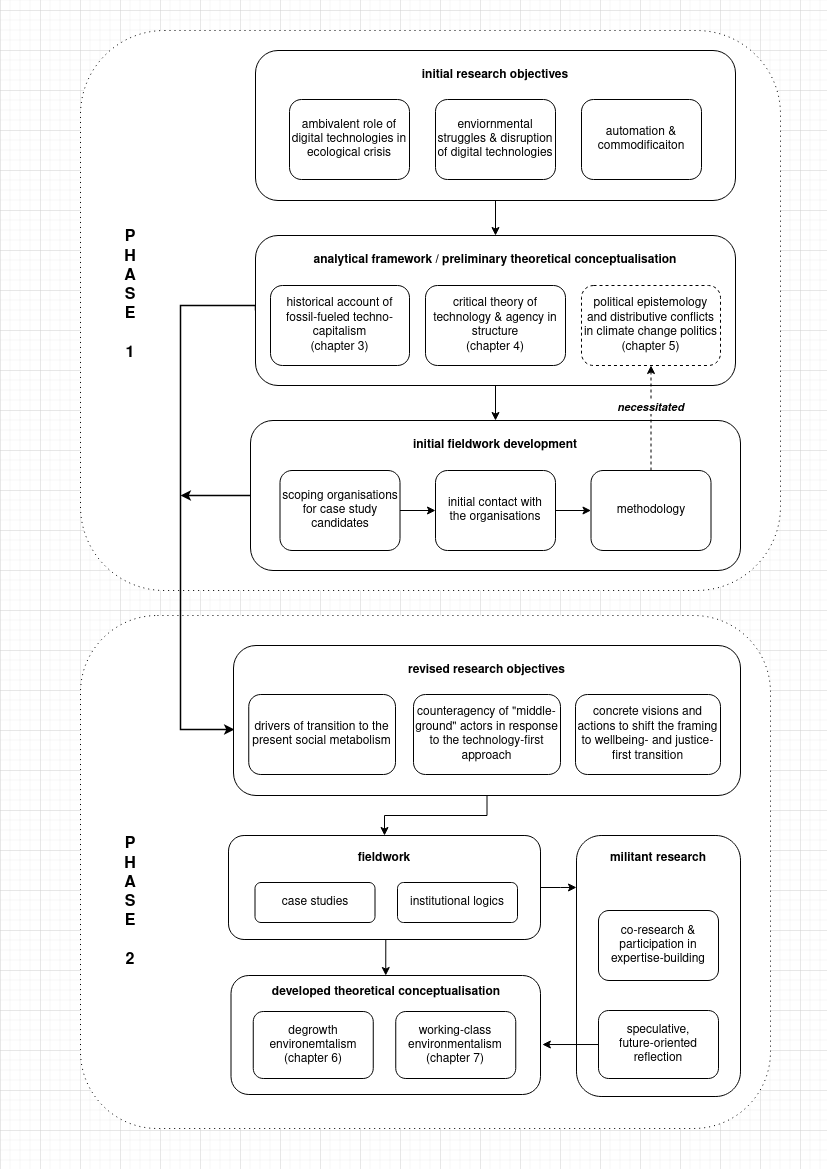 initial research objectives
ambivalent role of
digital technologies in
ecological crisis
enviornmental
struggles & disruption
of digital technologies
automation &
commodificaiton
P
H
A
S
E
1
analytical framework / preliminary theoretical conceptualisation
historical account of
fossil-fueled techno-
capitalism
(chapter 3)
critical theory of
technology & agency in
structure
(chapter 4)
political epistemology
and distributive conflicts
in climate change politics
(chapter 5)
necessitated
initial fieldwork development
scoping organisations
for case study
candidates
initial contact with
the organisations
methodology
revised research objectives
drivers of transition to the
present social metabolism
counteragency of "middle-
ground" actors in response
to the technology-first
approach
concrete visions and
actions to shift the framing
to wellbeing- and justice-
first transition
P
H
A
S
E
2
fieldwork
case studies
institutional logics
militant research
co-research &
participation in
expertise-building
speculative,
future-oriented
reflection
developed theoretical conceptualisation
degrowth
environemtalism
(chapter 6)
working-class
environmentalism
(chapter 7)